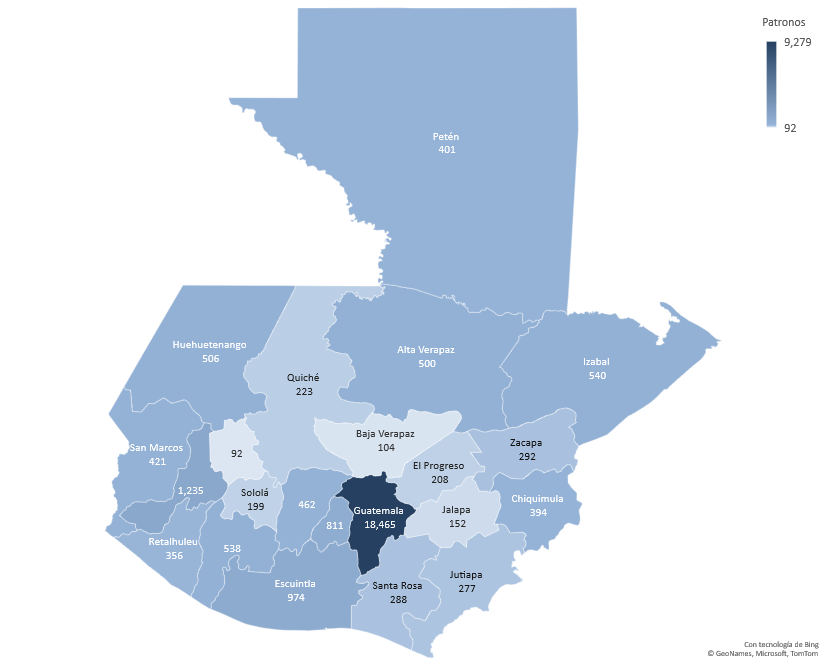 Patronos
9,279
92
Petén
401
Huehuetenango
506
Quiché
223
Alta Verapaz
500
Izabal
540
San Marcos
421
92
Baja Verapaz
104
Zacapa
292
El Progreso
208
1,235
Sololá
199
462
Guatemala
18,465
811
Jalapa
152
Chiquimula
394
Retalhuleu
356
538
Escuintla
974
Santa Rosa
288
Jutiapa
277
Con tecnología de Bing
© GeoNames, Microsoft, TomTom